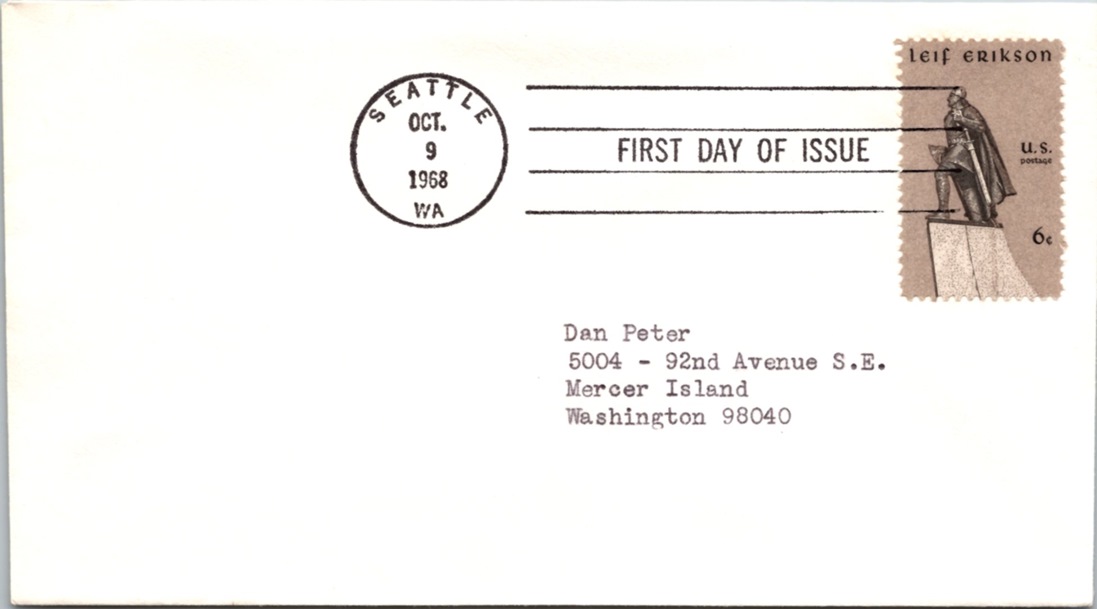 SEATTLE
OCT.
9
1968
WA
FIRST DAY OF ISSUE
leif erikson
u.s.
postage
6¢
Dan Peter
5004 - 92nd Avenue S.E.
Mercer Island
Washington 98040